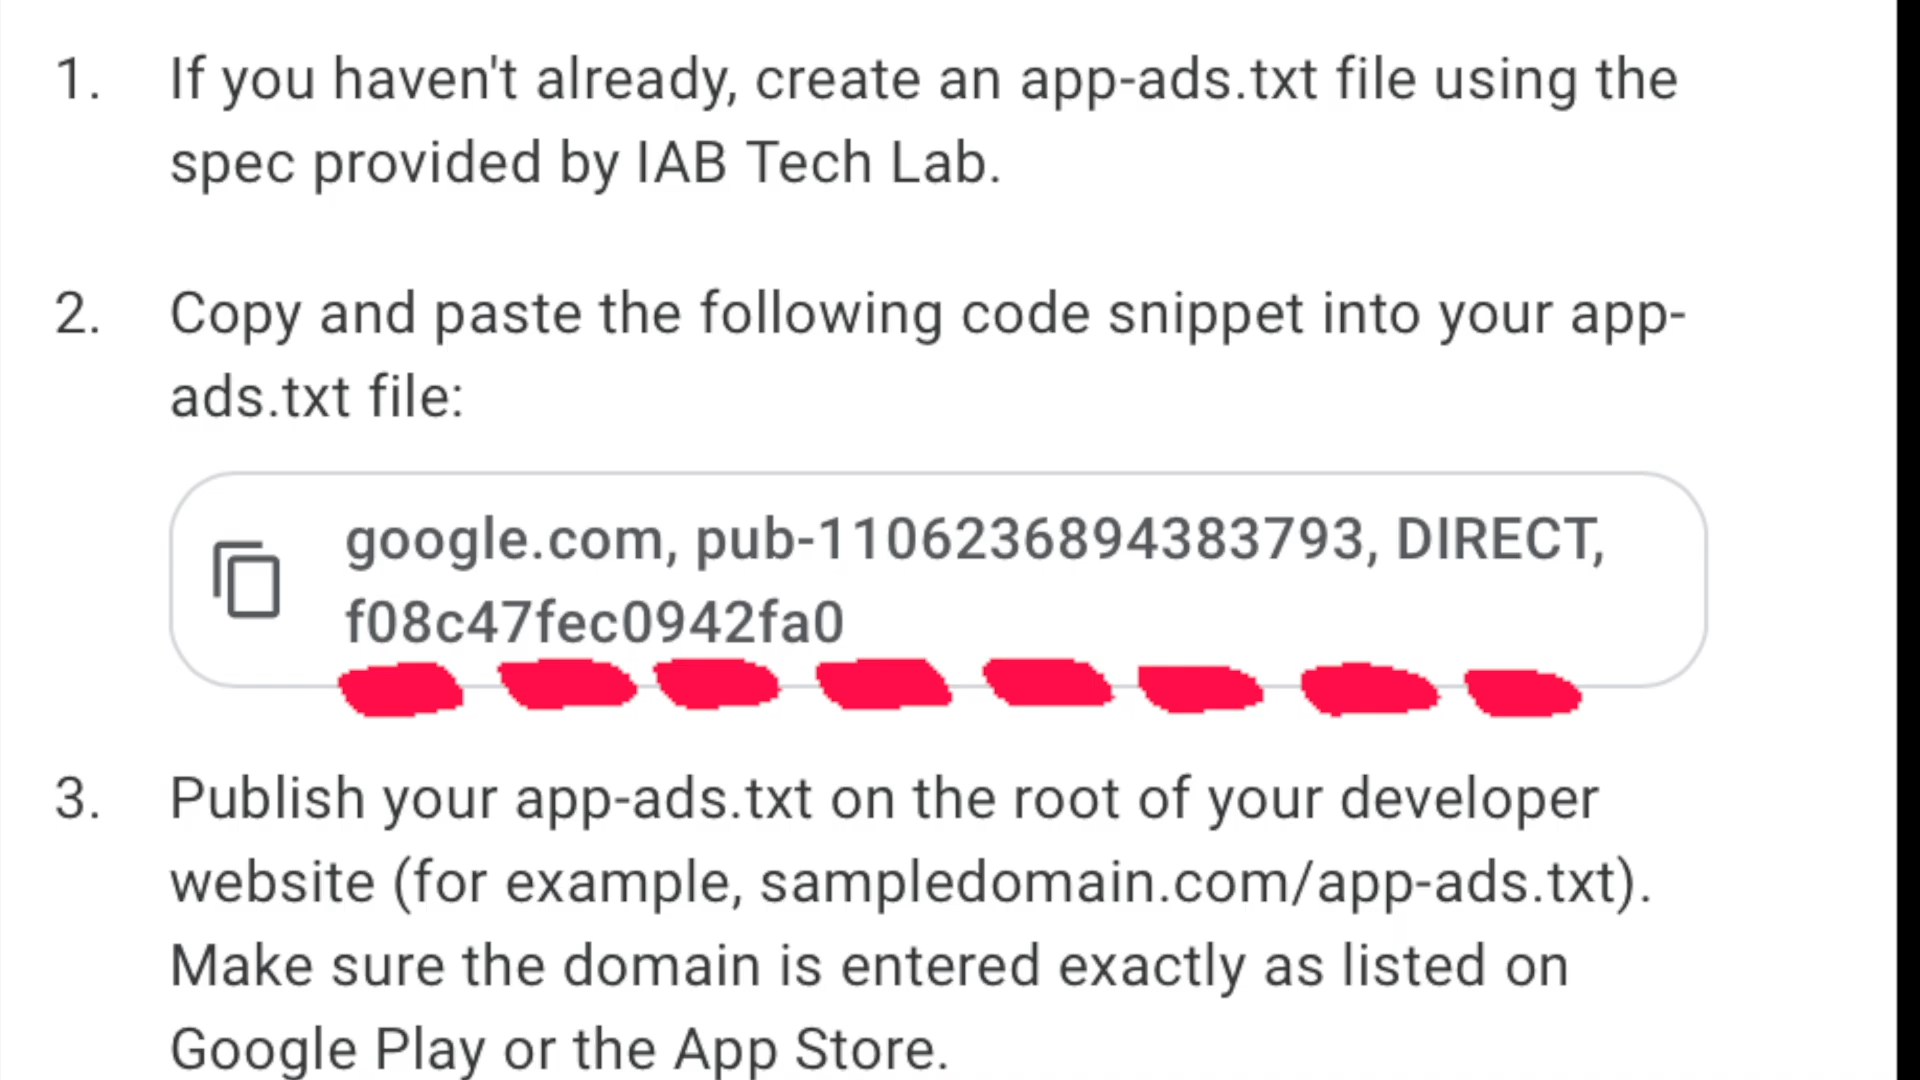 1. If you haven't already, create an app-ads.txt file using the
spec provided by IAB Tech Lab.
2. Copy and paste the following code snippet into your app-
ads.txt file:
google.com, pub-1106236894383793, DIRECT,
f08c47fec0942fa0
3. Publish your app-ads.txt on the root of your developer
website (for example, sampledomain.com/app-ads.txt).
Make sure the domain is entered exactly as listed on
Google Play or the App Store.